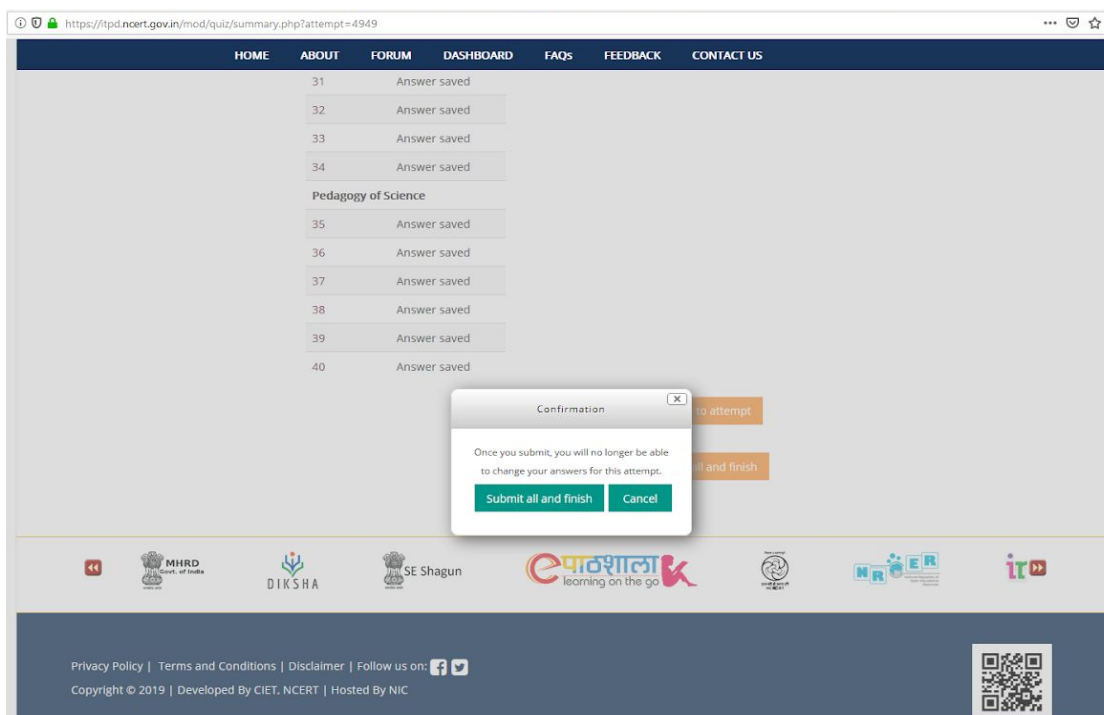 https://itpd.ncert.gov.in/mod/quiz/summary.php?attempt=4949
HOME ABOUT FORUM DASHBOARD FAQs FEEDBACK CONTACT US
31 Answer saved
32 Answer saved
33 Answer saved
34 Answer saved
Pedagogy of Science
35 Answer saved
36 Answer saved
37 Answer saved
38 Answer saved
39 Answer saved
40 Answer saved
Confirmation
to attempt
Once you submit, you will no longer be able
to change your answers for this attempt.
all and finish
Submit all and finish Cancel
MHRD
Govt. of India
DIKSHA
SE Shagun
eपाठशाला
learning on the go
NROER
Privacy Policy | Terms and Conditions | Disclaimer | Follow us on:
Copyright © 2019 | Developed By CIET, NCERT | Hosted By NIC